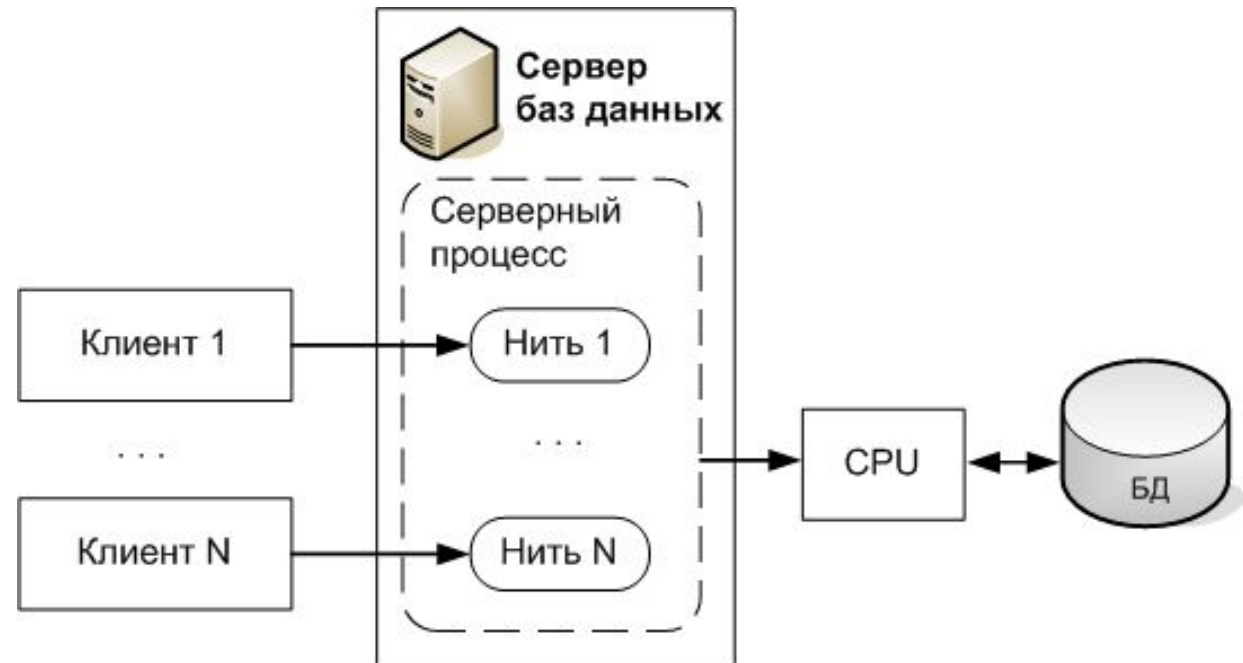 Сервер
баз данных
Серверный
процесс
Клиент 1
Нить 1
. . .
. . .
CPU
БД
Клиент N
Нить N